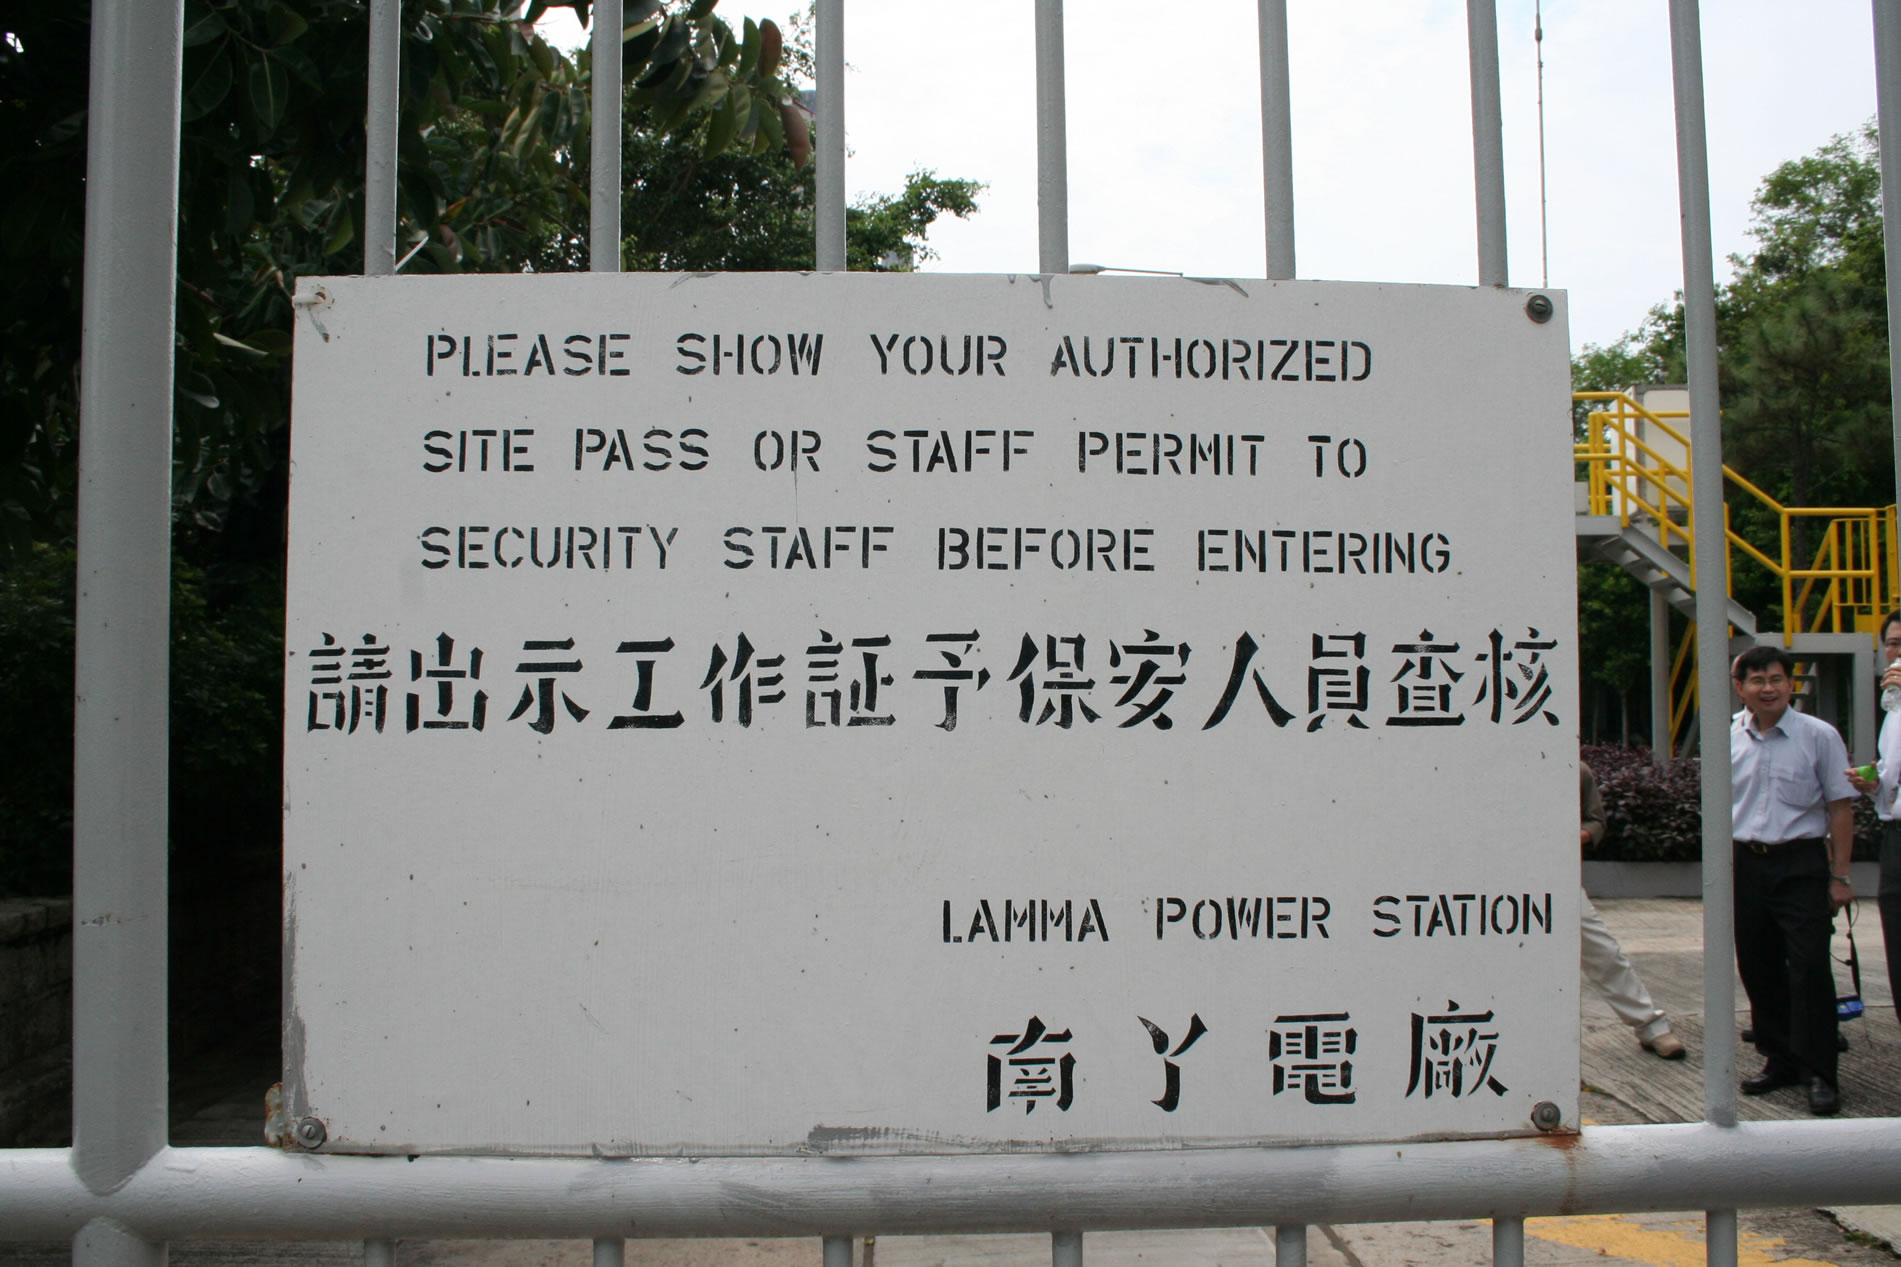 PLEASE SHOW YOUR AUTHORIZED
SITE PASS OR STAFF PERMIT TO
SECURITY STAFF BEFORE ENTERING
請出示工作証予保安人員查核
LAMMA POWER STATION
南丫電廠